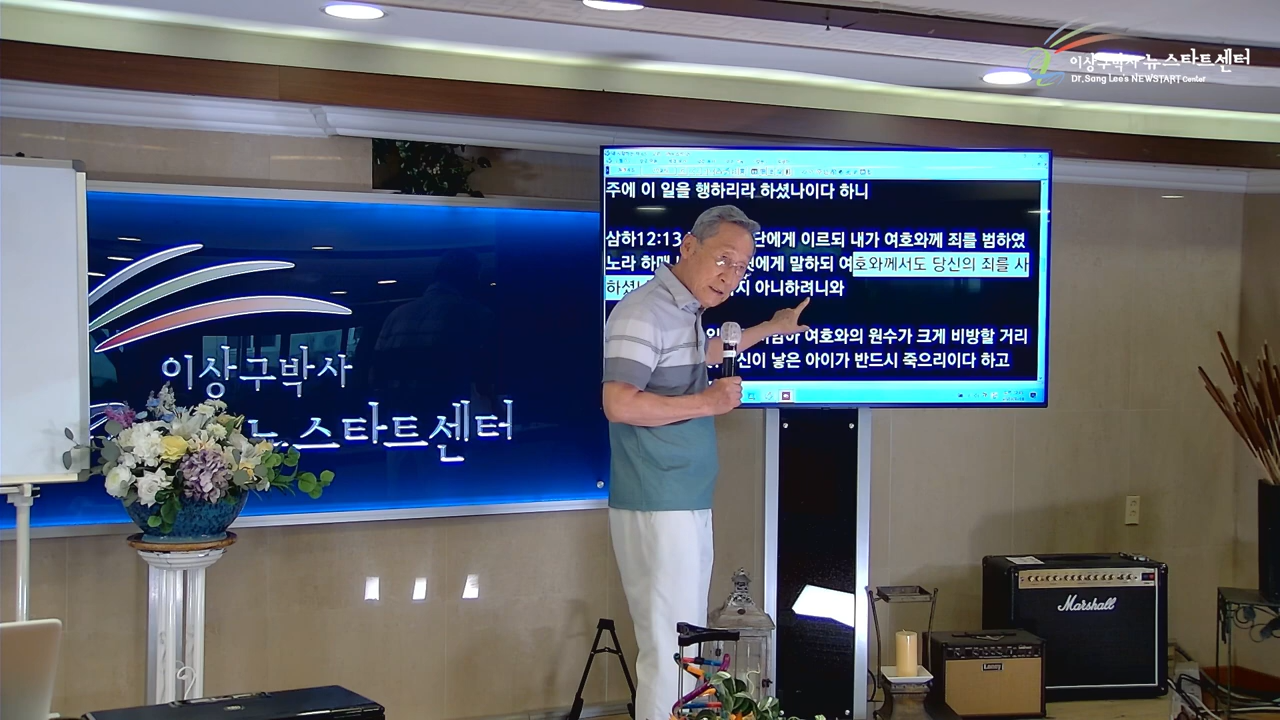 이상구박사 뉴스타트센터
Dr. Sang Lee's NEWSTART Center
주에 이 일을 행하리라 하셨나이다 하니
삼하12:13 단에게 이르되 내가 여호와께 죄를 범하였
노라 하매 에게 말하되 여호와께서도 당신의 죄를 사
하셨 지 아니하려니와
여호와의 원수가 크게 비방할 거리
신이 낳은 아이가 반드시 죽으리이다 하고
이상구박사
뉴스타트센터
Marshall
Laney